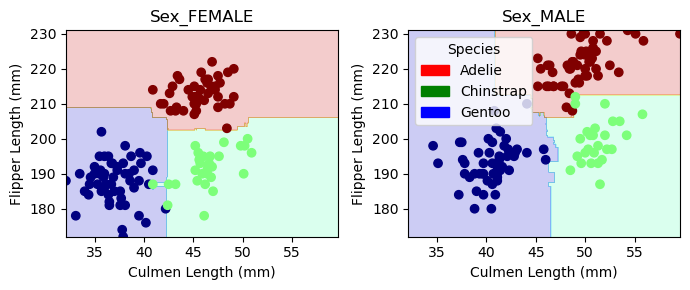 Sex_FEMALE
Flipper Length (mm)
230
220
210
200
190
180
35
40
45
50
55
Culmen Length (mm)
Sex_MALE
Species
Adelie
Chinstrap
Gentoo
Flipper Length (mm)
230
220
210
200
190
180
35
40
45
50
55
Culmen Length (mm)